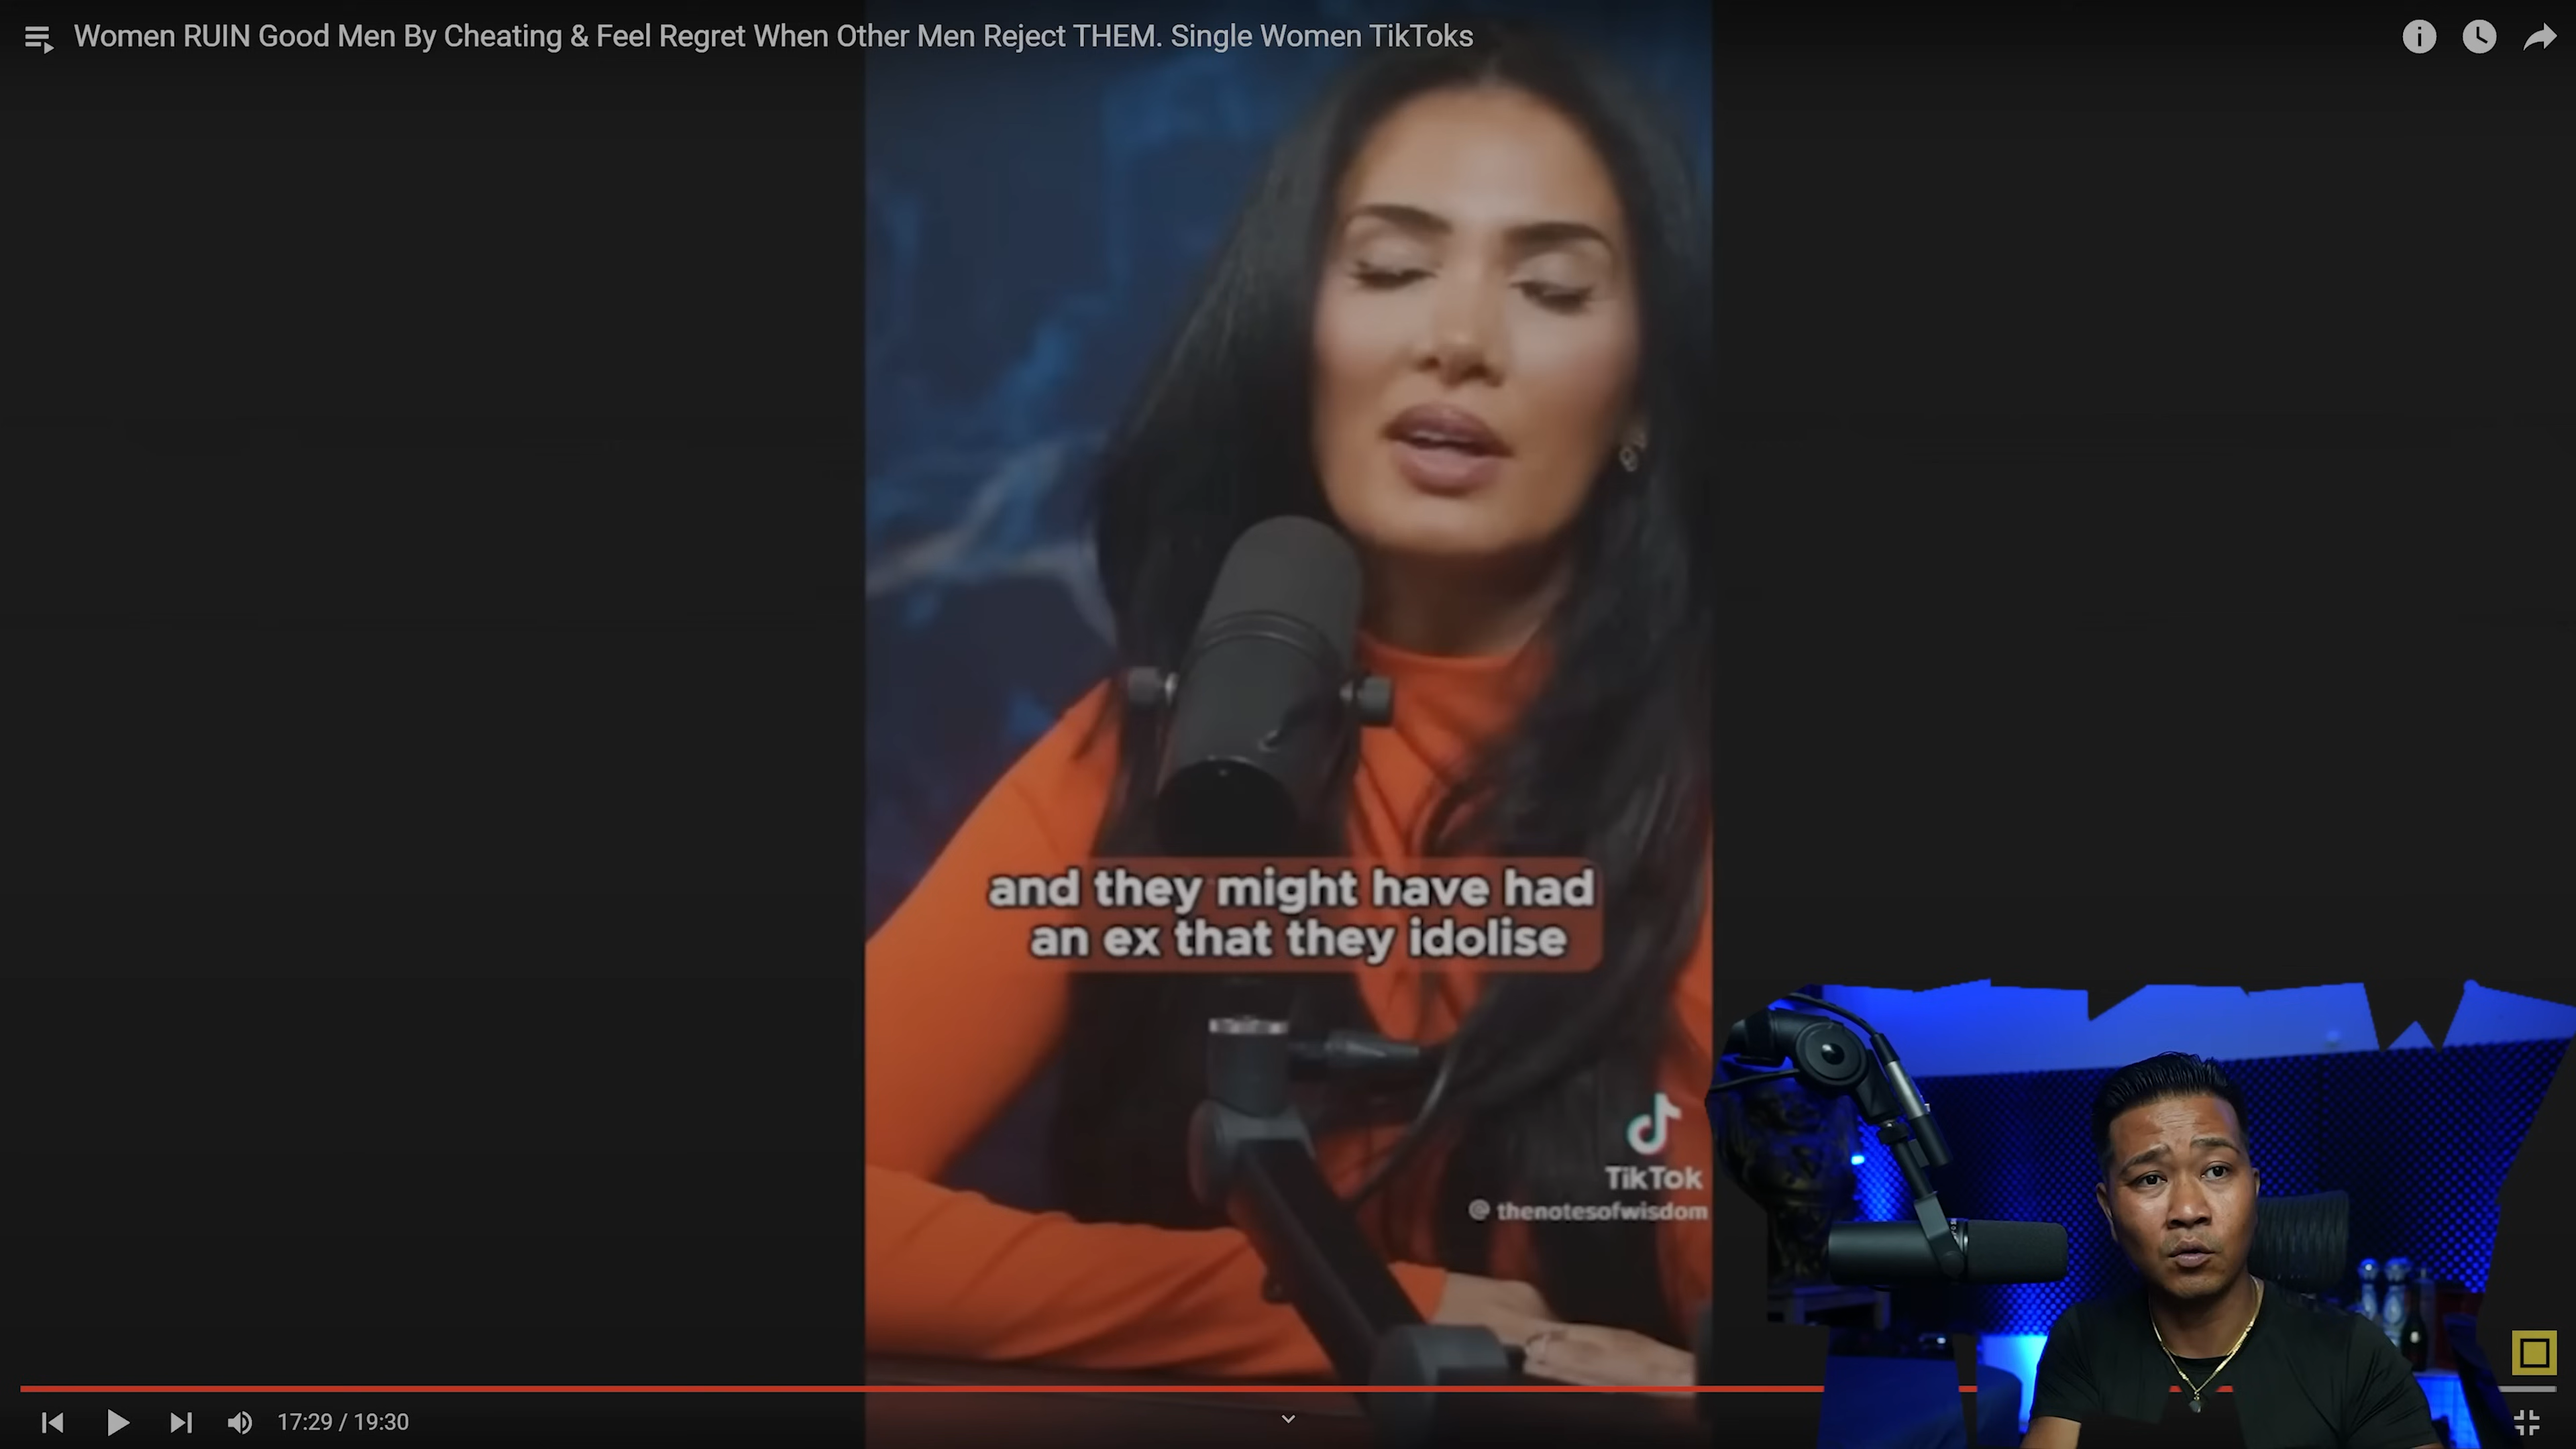 Women RUIN Good Men By Cheating & Feel Regret When Other Men Reject THEM. Single Women TikToks
and they might have had
an ex that they idolise
TikTok
@ thenotesofwisdom
17:29 / 19:30